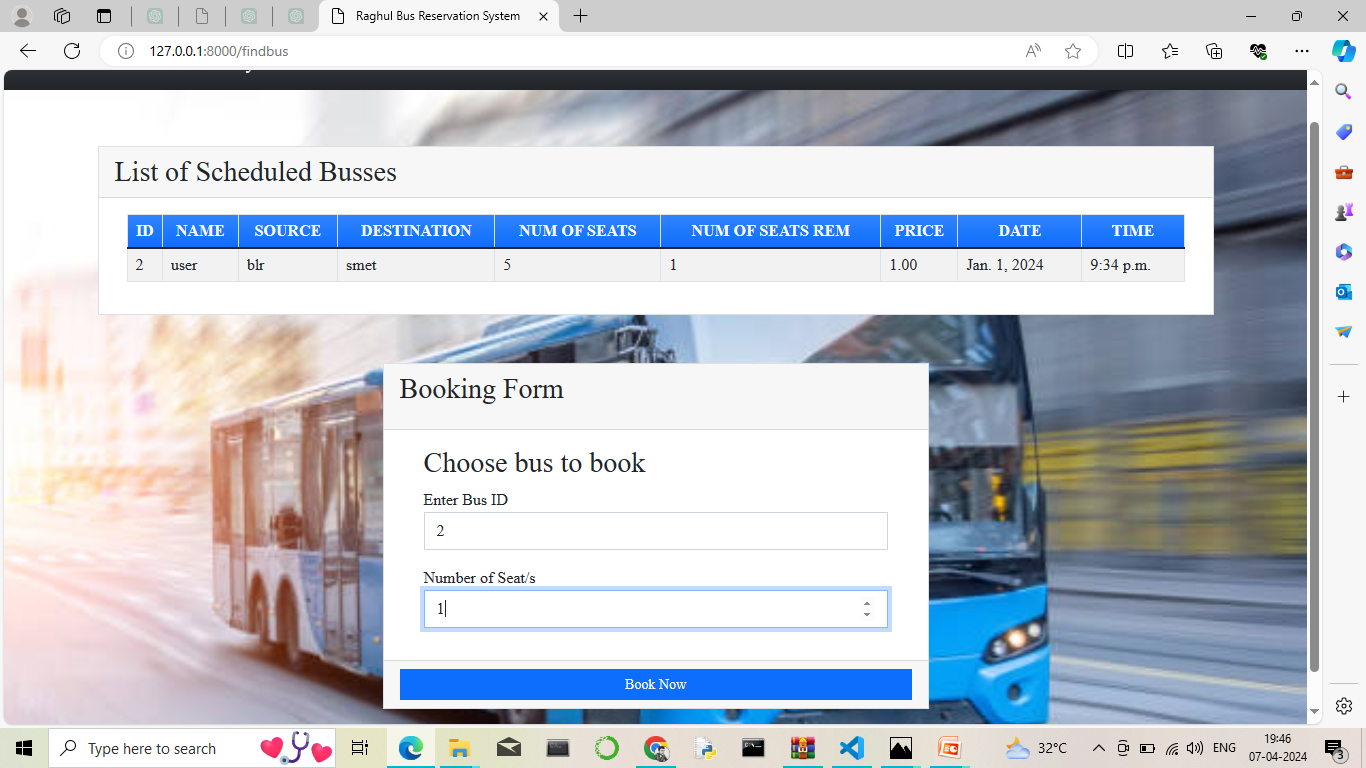 Raghul Bus Reservation System
127.0.0.1:8000/findbus
List of Scheduled Busses
ID NAME SOURCE DESTINATION NUM OF SEATS NUM OF SEATS REM PRICE DATE TIME
2 user blr smet 5 1 1.00 Jan. 1, 2024 9:34 p.m.
Booking Form
Choose bus to book
Enter Bus ID
2
Number of Seat/s
1
Book Now
Type here to search
32°C
ENG
19:46
07-04-2024
3